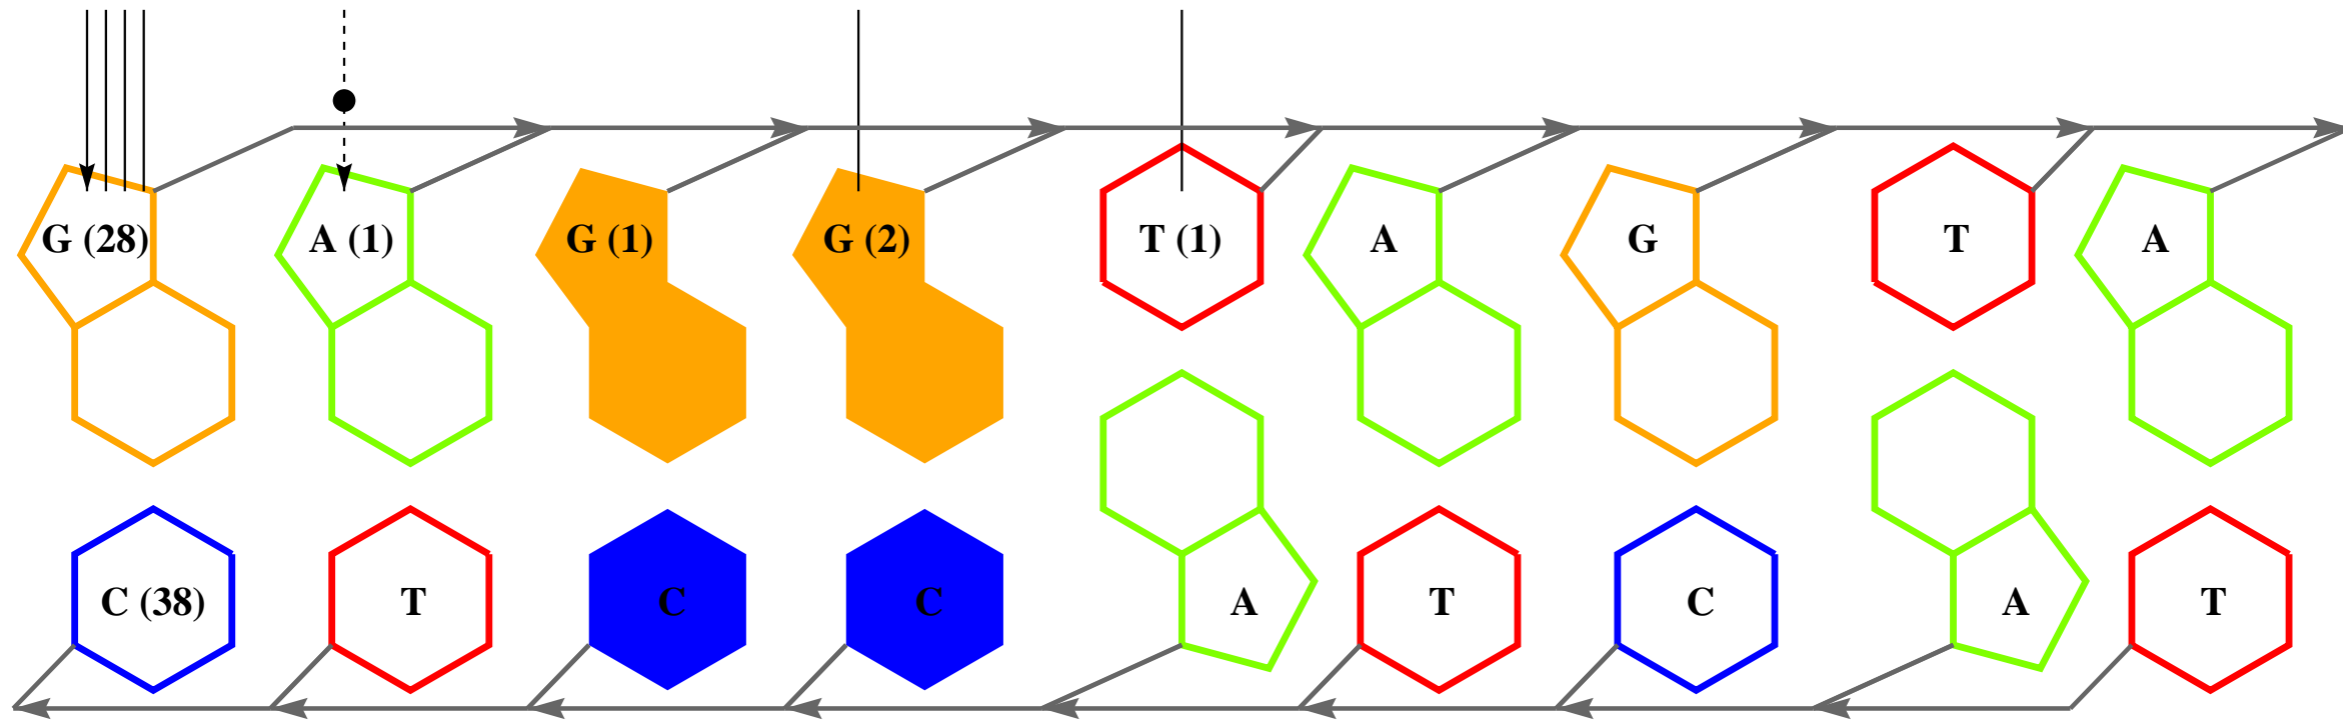 G (28) A (1) G (1) G (2) T (1) A G T A
C (38) T C C A T C A T